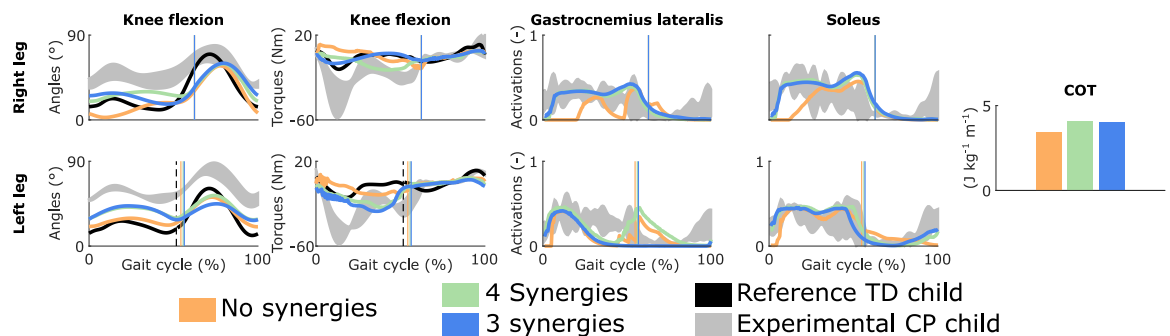 Knee flexion
Knee flexion
Gastrocnemius lateralis
Soleus
Right leg
Angles (°)
90
0
Torques (Nm)
20
-60
Activations (-)
1
0
1
0
COT
(J kg⁻¹ m⁻¹)
5
0
Left leg
Angles (°)
90
0
Torques (Nm)
20
-60
Activations (-)
1
0
1
0
0 Gait cycle (%) 100
0 Gait cycle (%) 100
0 Gait cycle (%) 100
0 Gait cycle (%) 100
No synergies
4 Synergies
3 synergies
Reference TD child
Experimental CP child